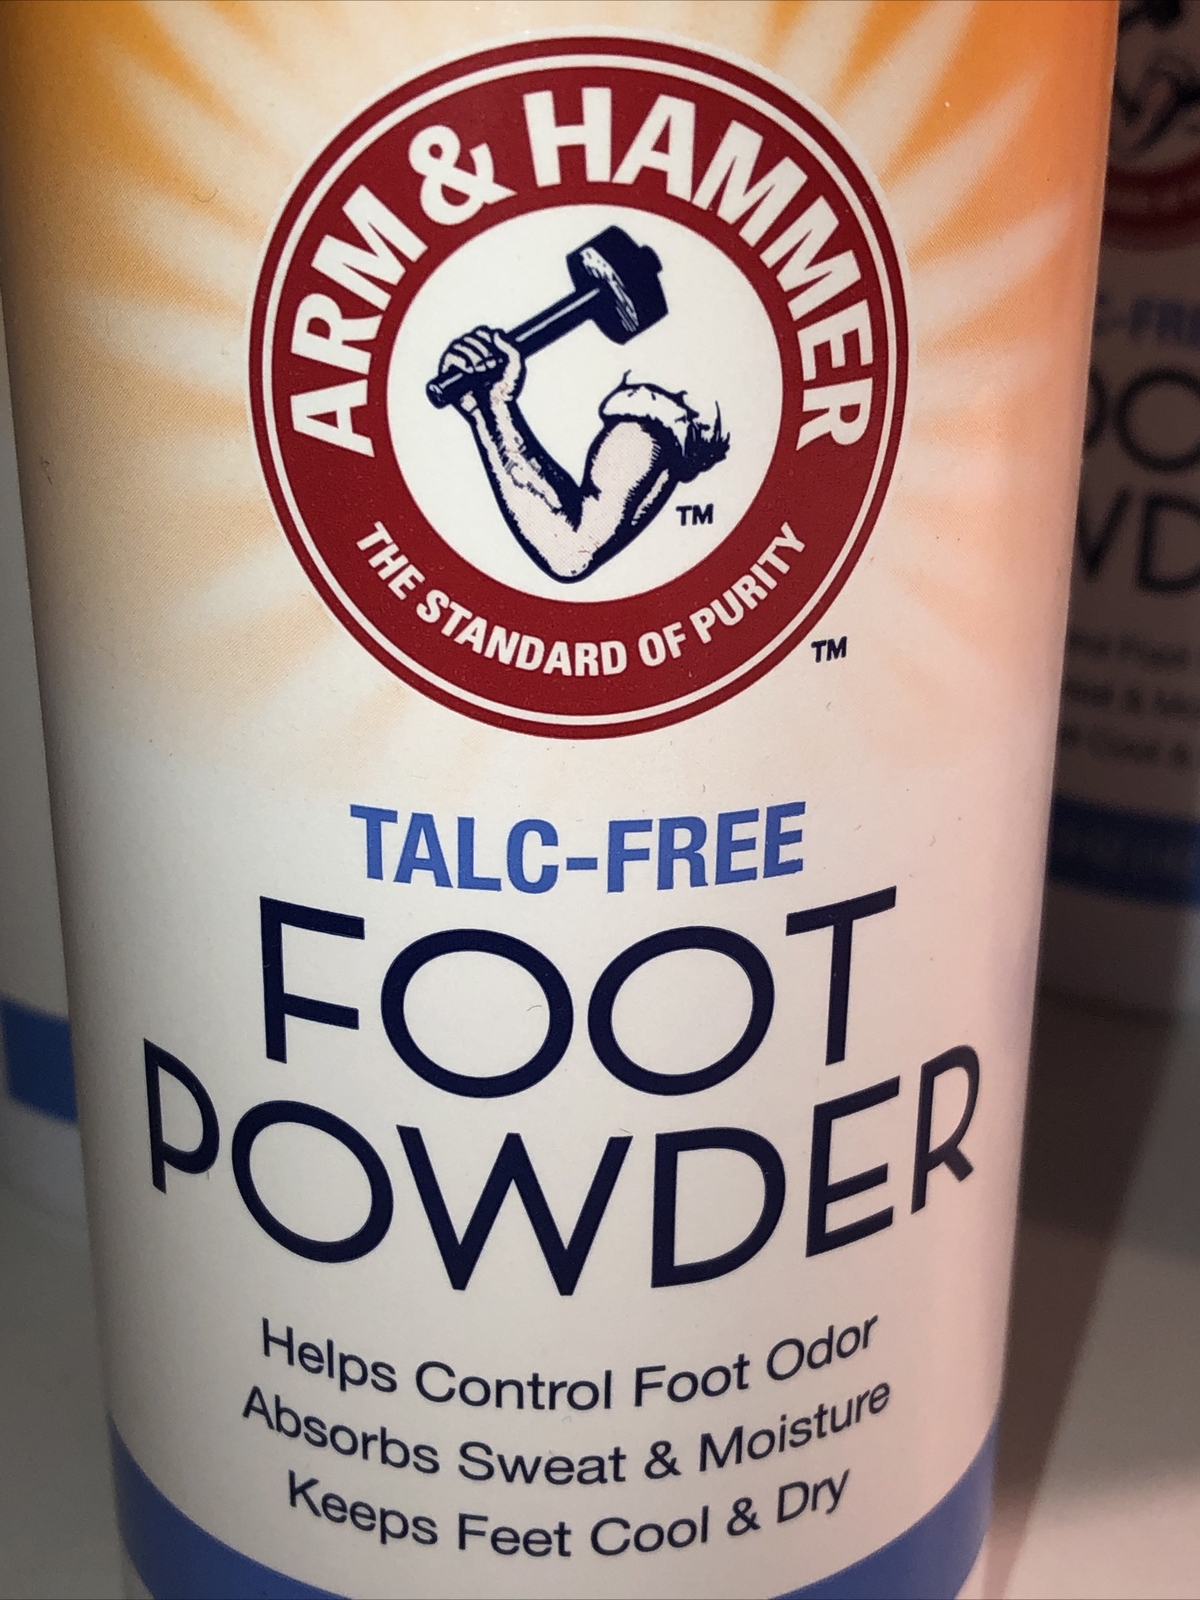 ARM & HAMMER
TM
THE STANDARD OF PURITY
TM
TALC-FREE
FOOT
POWDER
Helps Control Foot Odor
Absorbs Sweat & Moisture
Keeps Feet Cool & Dry